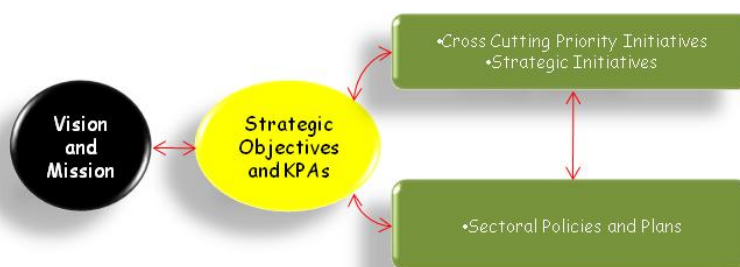 •Cross Cutting Priority Initiatives
•Strategic Initiatives
Vision
and
Mission
Strategic
Objectives
and KPAs
•Sectoral Policies and Plans